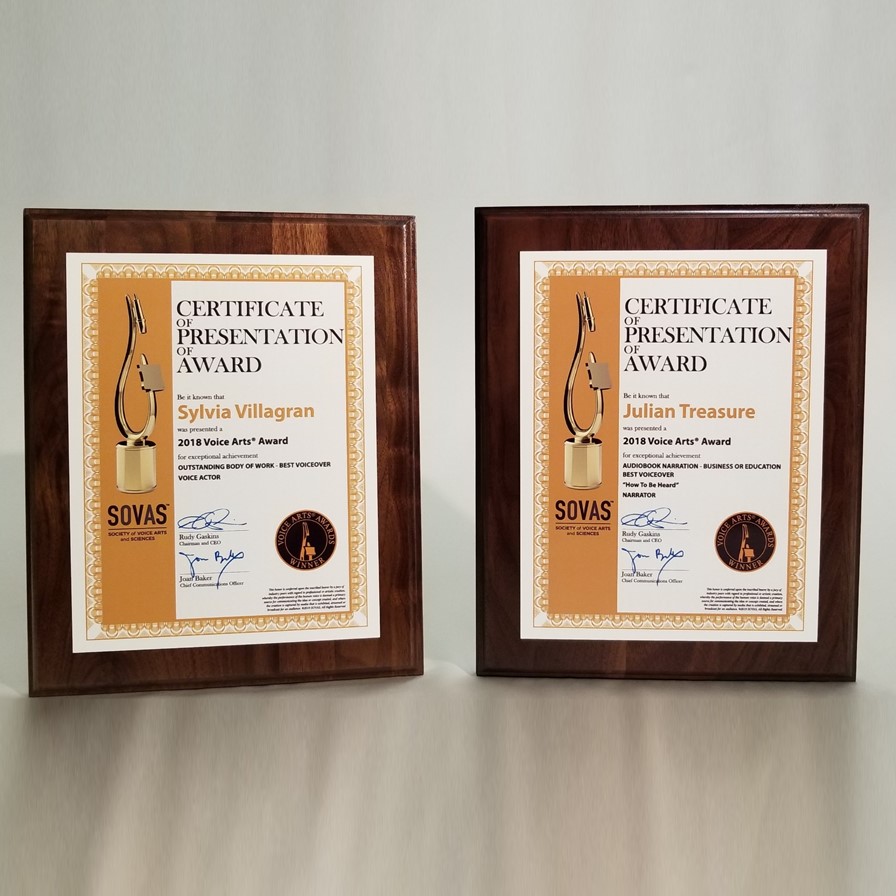 CERTIFICATE
OF
PRESENTATION
OF
AWARD
Be it known that
Sylvia Villagran
was presented a
2018 Voice Arts® Award
for exceptional achievement
OUTSTANDING BODY OF WORK - BEST VOICEOVER
VOICE ACTOR
SOVAS™
SOCIETY of VOICE ARTS
and SCIENCES
Rudy Gaskins
Chairman and CEO
Joan Baker
Chief Communications Officer
VOICE ARTS® AWARDS
WINNER
CERTIFICATE
OF
PRESENTATION
OF
AWARD
Be it known that
Julian Treasure
was presented a
2018 Voice Arts® Award
for exceptional achievement
AUDIOBOOK NARRATION - BUSINESS OR EDUCATION
BEST VOICEOVER
"How To Be Heard"
NARRATOR
SOVAS™
SOCIETY of VOICE ARTS
and SCIENCES
Rudy Gaskins
Chairman and CEO
Joan Baker
Chief Communications Officer
VOICE ARTS® AWARDS
WINNER